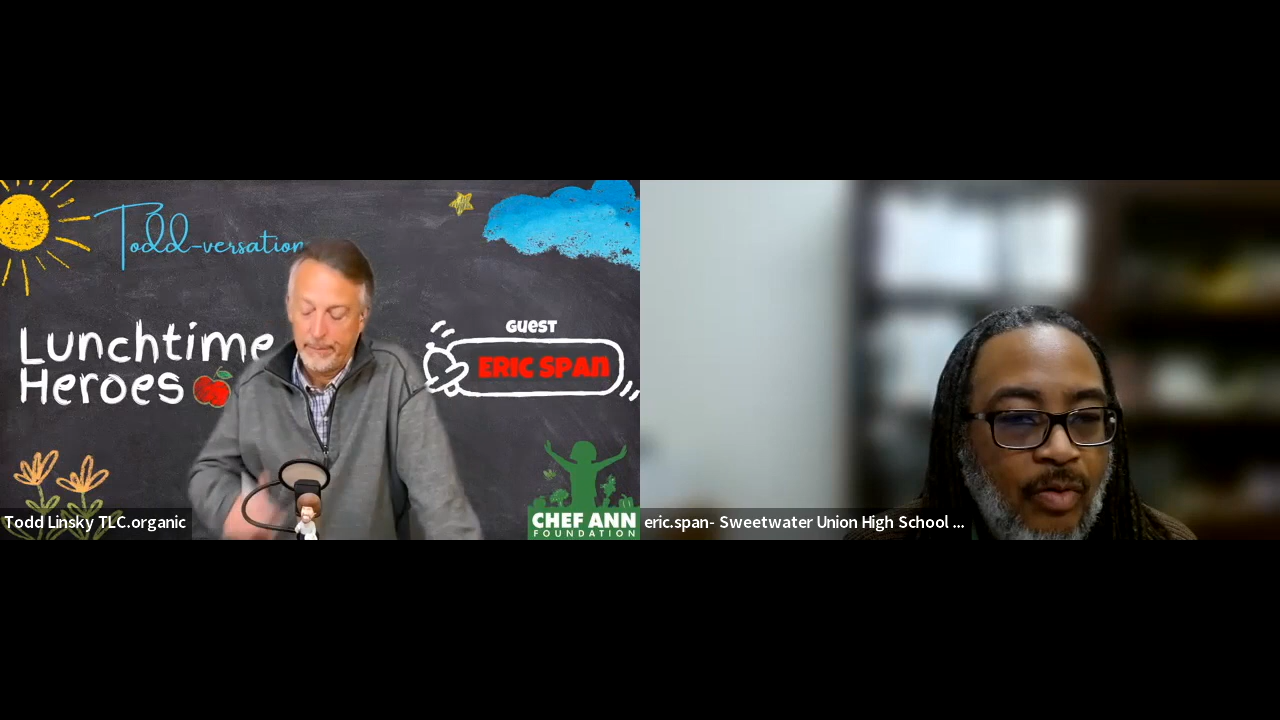 Todd-versation
Lunchtime
Heroes
GUEST
ERIC SPAN
CHEF ANN
FOUNDATION
Todd Linsky TLC.organic
eric.span- Sweetwater Union High School ...